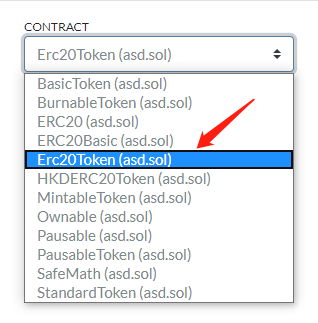 CONTRACT
Erc20Token (asd.sol)
BasicToken (asd.sol)
BurnableToken (asd.sol)
ERC20 (asd.sol)
ERC20Basic (asd.sol)
Erc20Token (asd.sol)
HKDERC20Token (asd.sol)
MintableToken (asd.sol)
Ownable (asd.sol)
Pausable (asd.sol)
PausableToken (asd.sol)
SafeMath (asd.sol)
StandardToken (asd.sol)